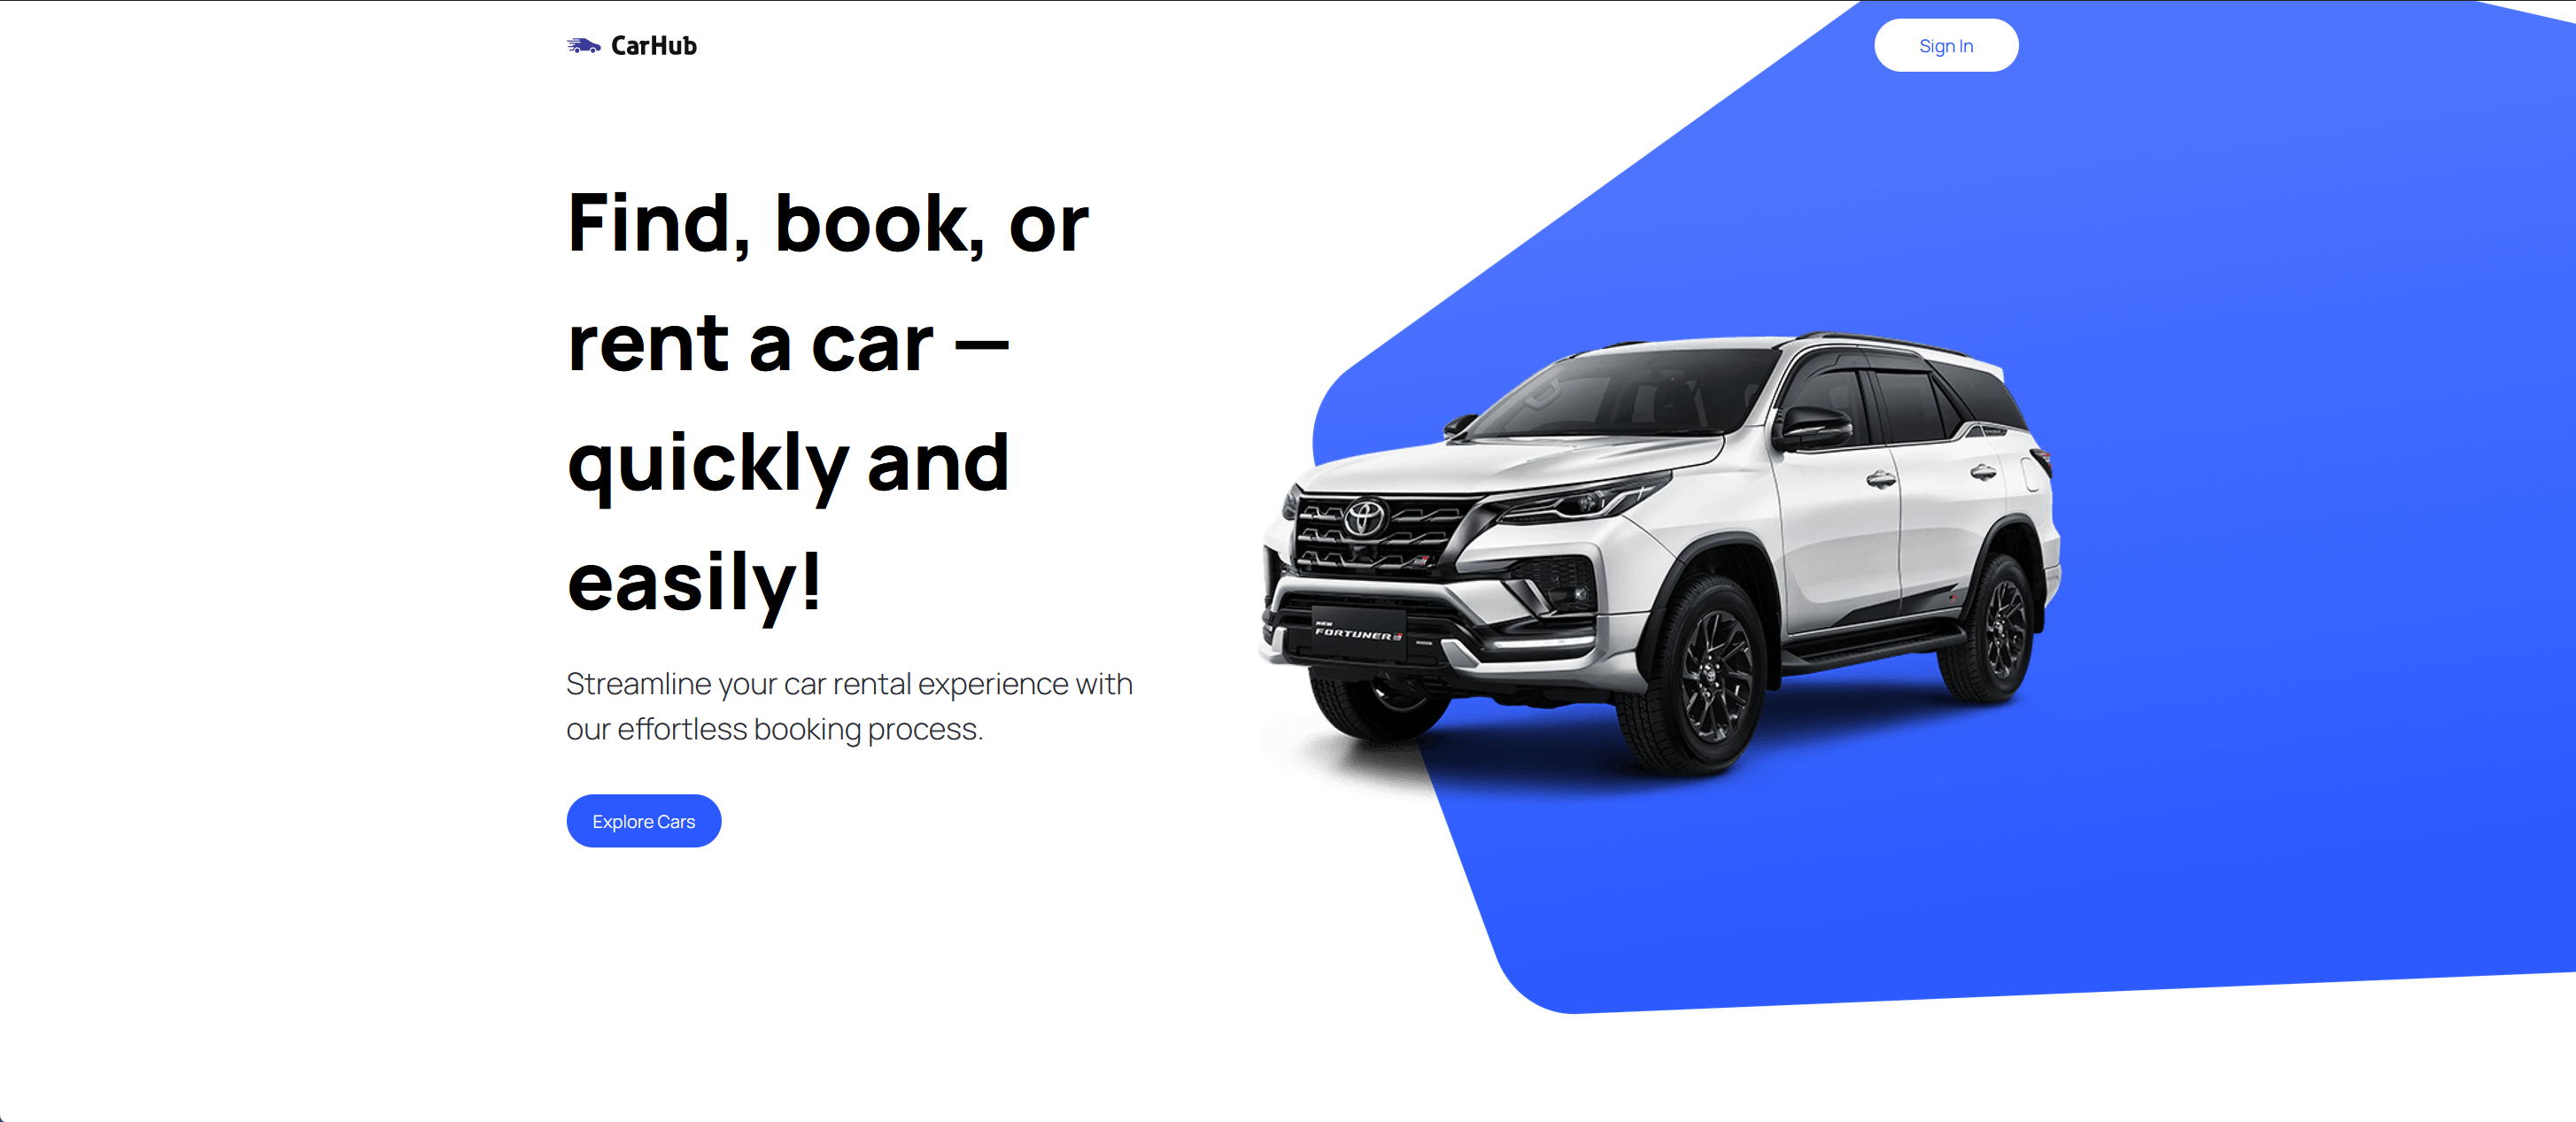 CarHub
Sign In
Find, book, or
rent a car —
quickly and
easily!
Streamline your car rental experience with
our effortless booking process.
Explore Cars
NEW
FORTUNER